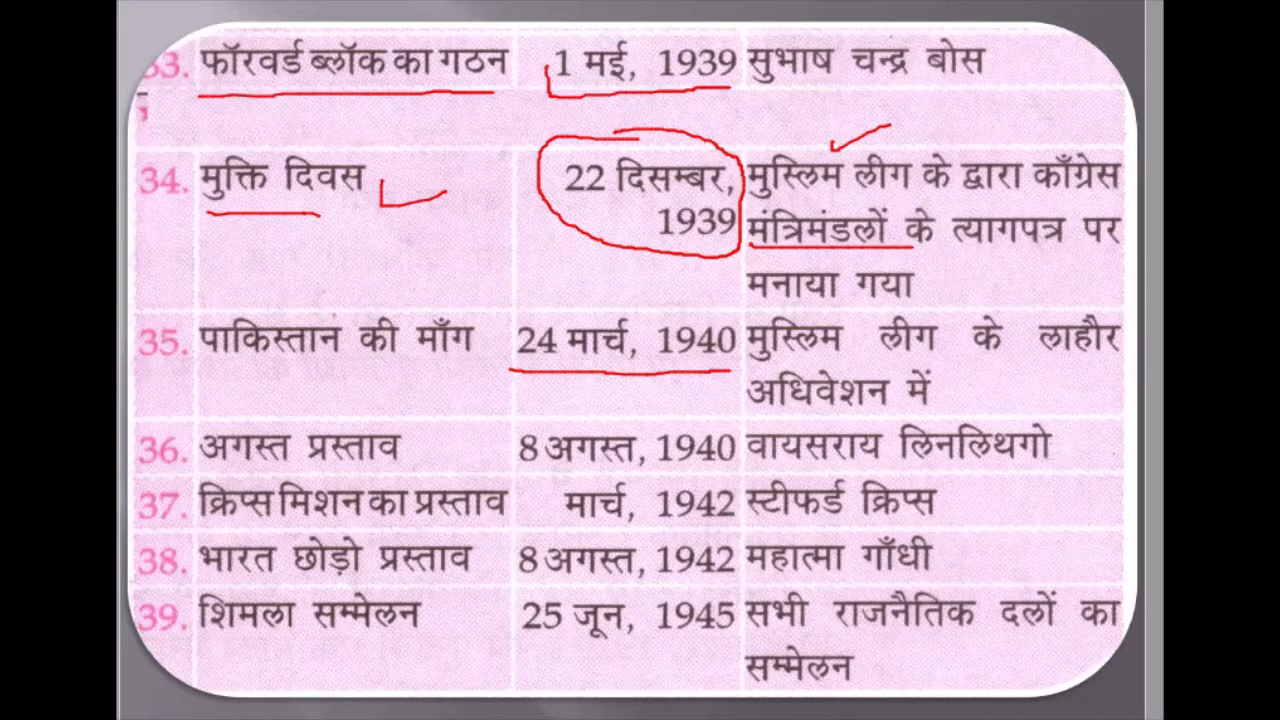 33. फॉरवर्ड ब्लॉक का गठन 1 मई, 1939 सुभाष चन्द्र बोस
34. मुक्ति दिवस 22 दिसम्बर, मुस्लिम लीग के द्वारा काँग्रेस
1939 मंत्रिमंडलों के त्यागपत्र पर
मनाया गया
35. पाकिस्तान की माँग 24 मार्च, 1940 मुस्लिम लीग के लाहौर
अधिवेशन में
36. अगस्त प्रस्ताव 8 अगस्त, 1940 वायसराय लिनलिथगो
37. क्रिप्स मिशन का प्रस्ताव मार्च, 1942 स्टीफर्ड क्रिप्स
38. भारत छोड़ो प्रस्ताव 8 अगस्त, 1942 महात्मा गाँधी
39. शिमला सम्मेलन 25 जून, 1945 सभी राजनैतिक दलों का
सम्मेलन